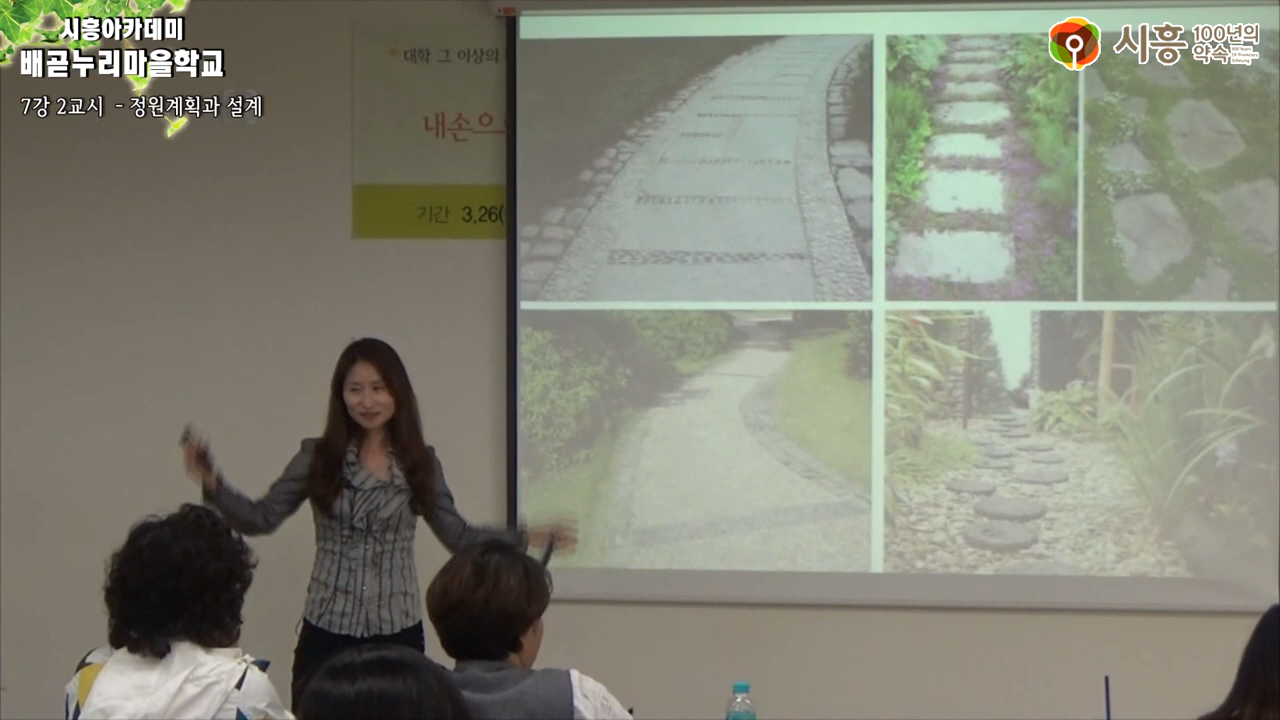 시흥아카데미
배곧누리마을학교
7강 2교시 - 정원계획과 설계
시흥 100년의
약속
대학 그 이상의
내손으
기간 3.26(